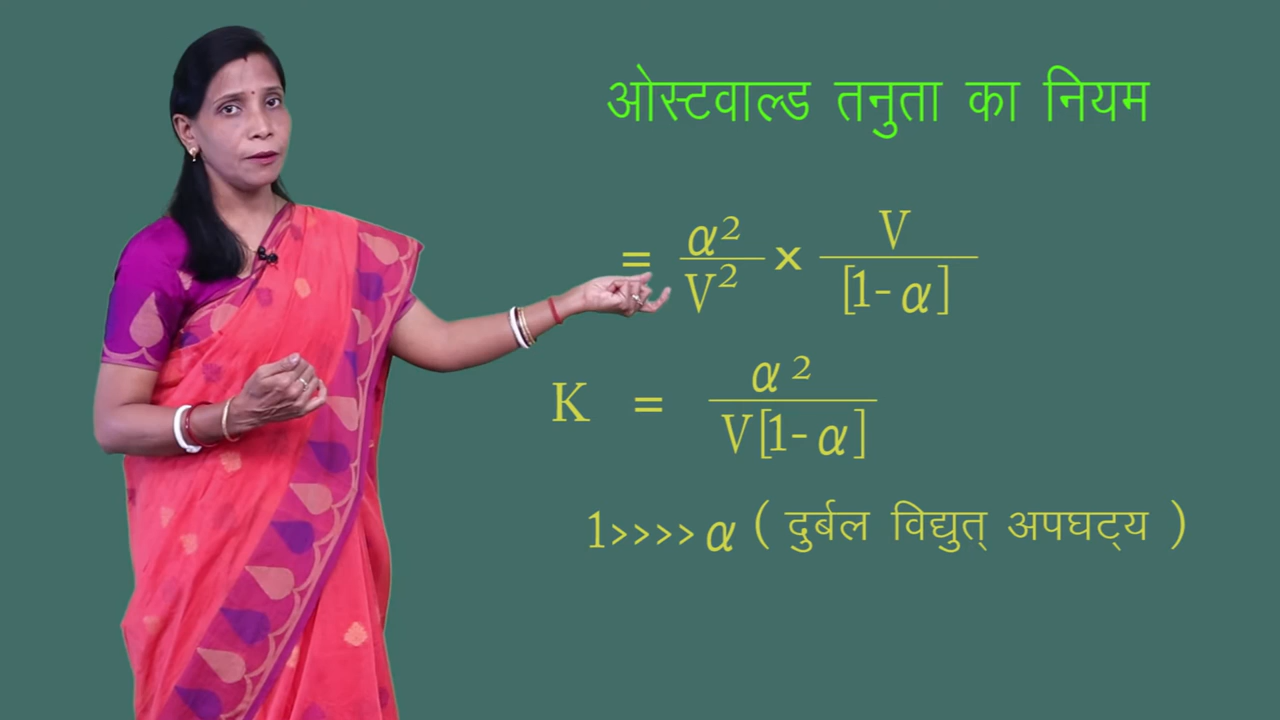 ओस्टवाल्ड तनुता का नियम
= α²/V² × V/[1-α]
K = α²/V[1-α]
1>>>>α ( दुर्बल विद्युत् अपघट्य )